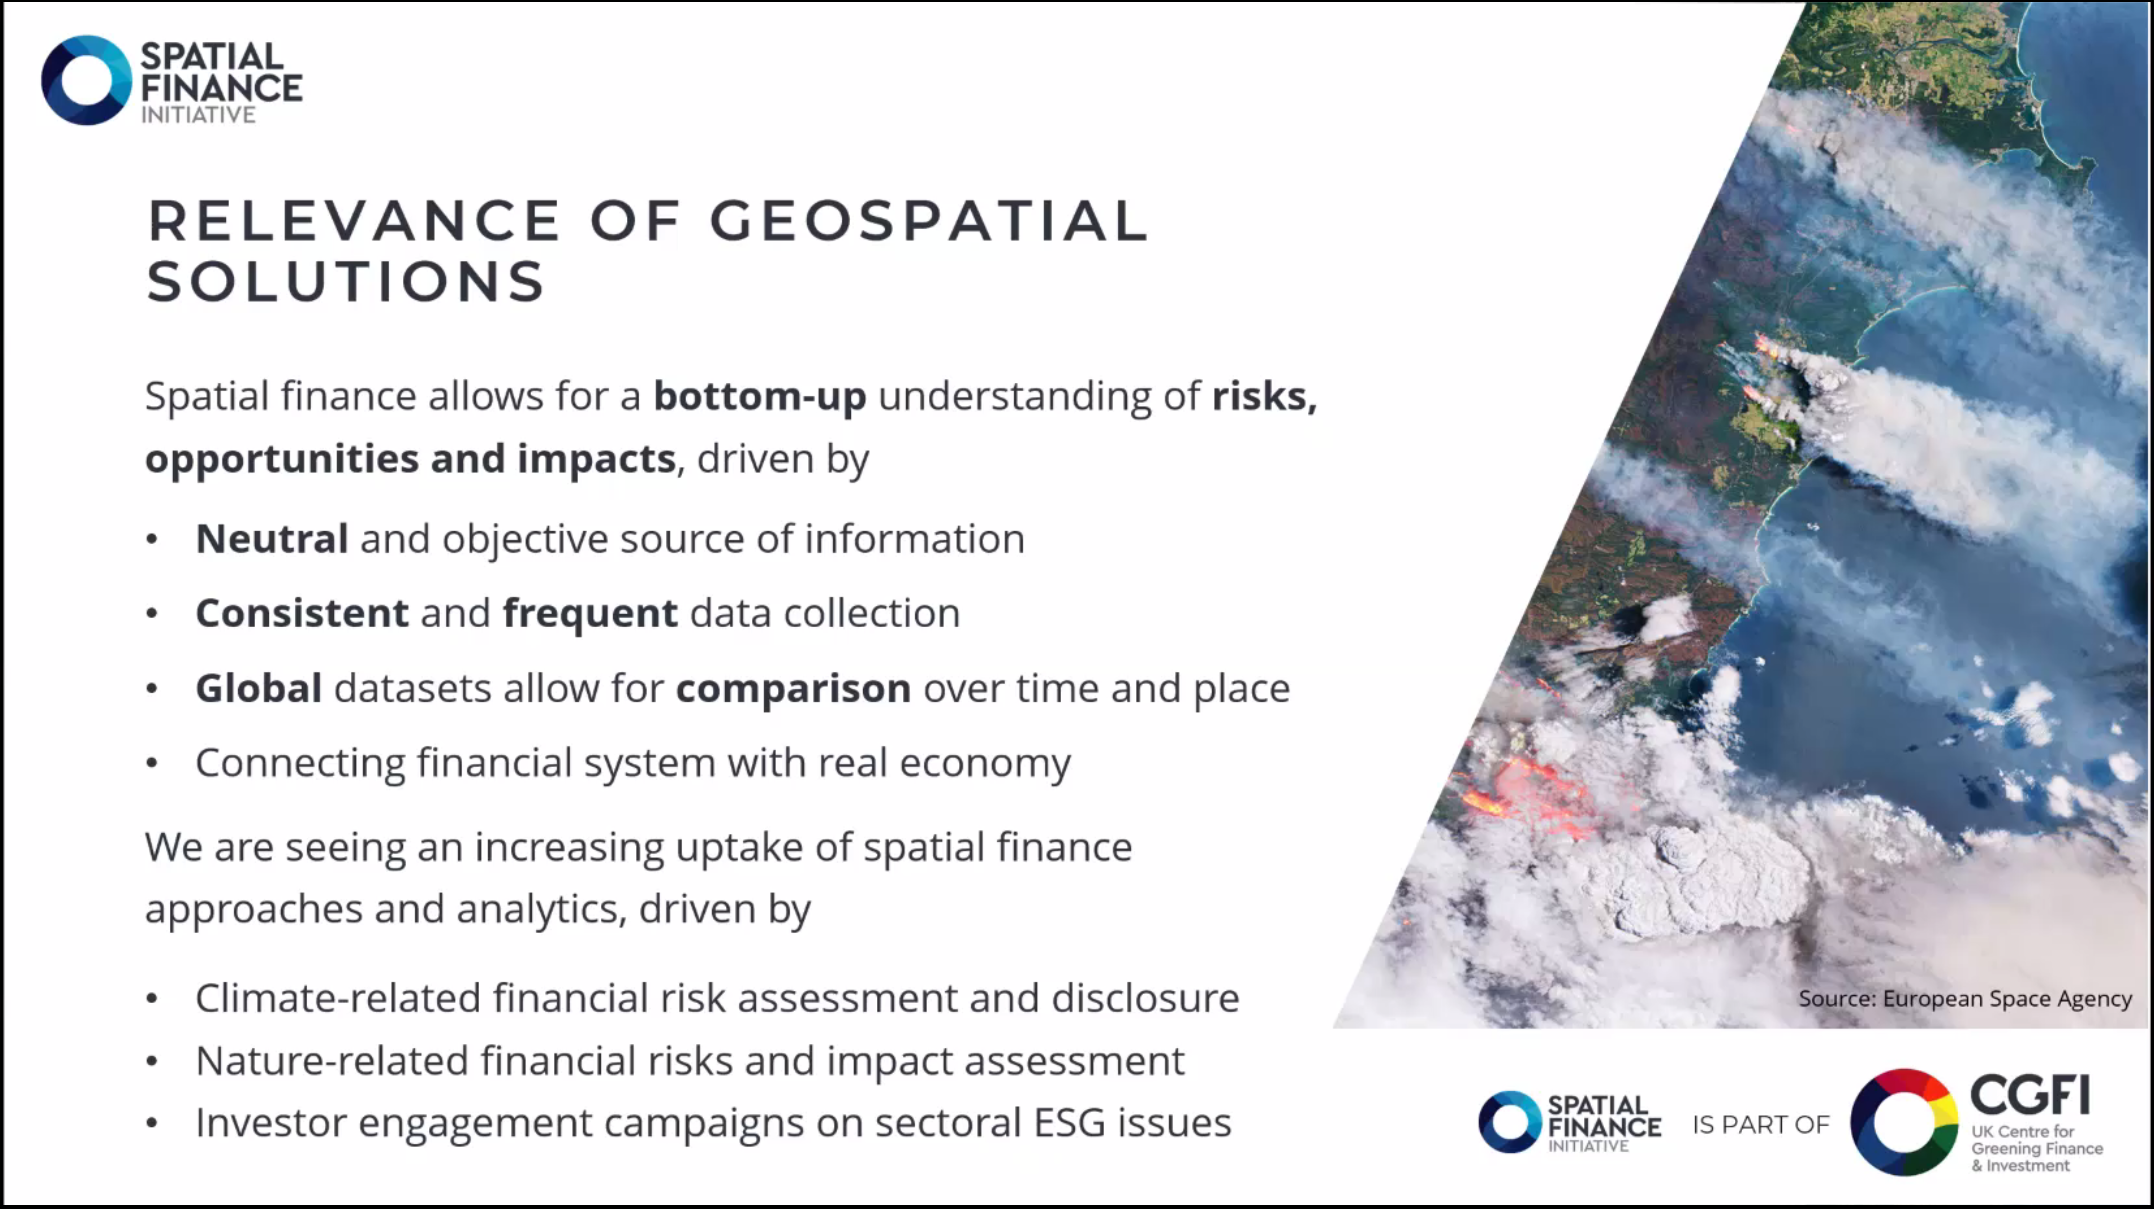 SPATIAL
FINANCE
INITIATIVE
RELEVANCE OF GEOSPATIAL
SOLUTIONS
Spatial finance allows for a bottom-up understanding of risks,
opportunities and impacts, driven by
• Neutral and objective source of information
• Consistent and frequent data collection
• Global datasets allow for comparison over time and place
• Connecting financial system with real economy
We are seeing an increasing uptake of spatial finance
approaches and analytics, driven by
• Climate-related financial risk assessment and disclosure
• Nature-related financial risks and impact assessment
• Investor engagement campaigns on sectoral ESG issues
Source: European Space Agency
SPATIAL
FINANCE
INITIATIVE
IS PART OF
CGFI
UK Centre for
Greening Finance
& Investment